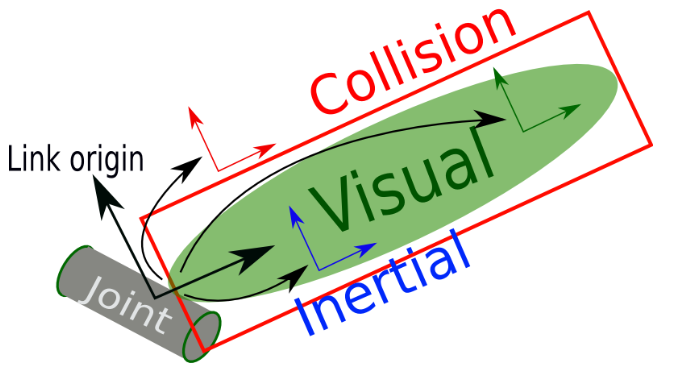 Collision
Link origin
Visual
Inertial
Joint